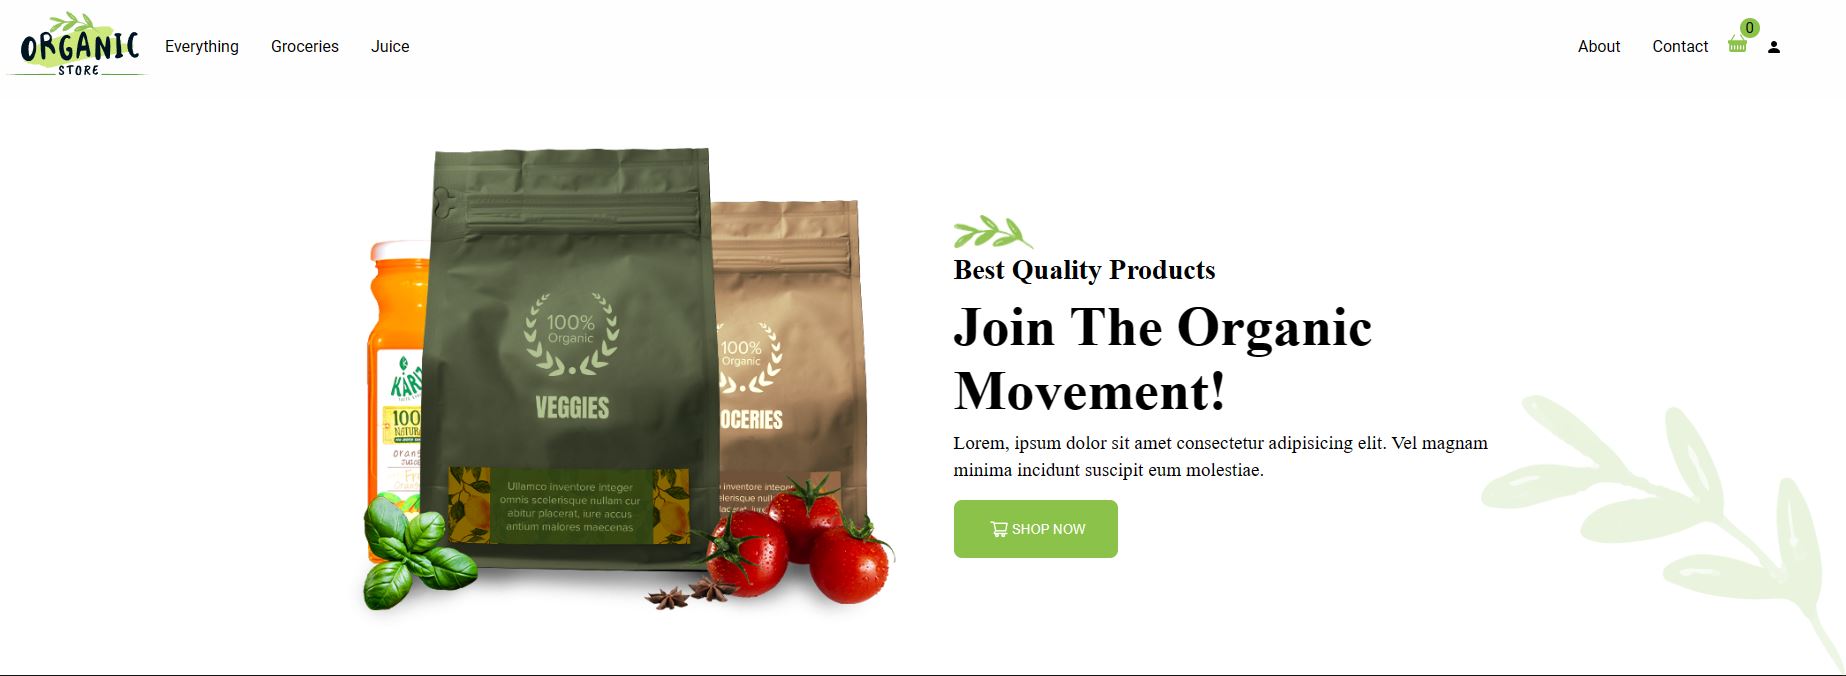 ORGANIC
STORE
Everything
Groceries
Juice
About
Contact
0
Best Quality Products
Join The Organic
Movement!
Lorem, ipsum dolor sit amet consectetur adipisicing elit. Vel magnam
minima incidunt suscipit eum molestiae.
SHOP NOW
100%
Organic
VEGGIES
Ullamco inventore integer
omnis scelerisque nullam cur
abitur placerat, iure accus
antium malores maecenas
100%
Organic
OCERIES
inventore integer